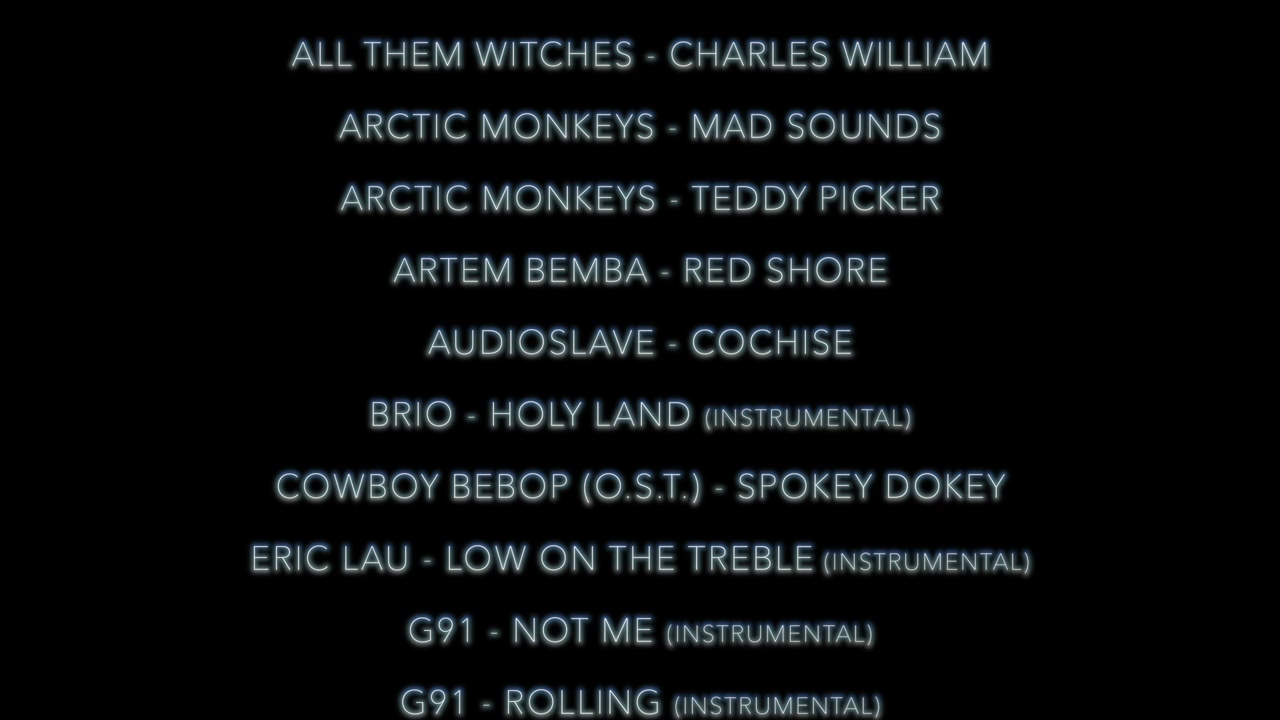 ALL THEM WITCHES - CHARLES WILLIAM
ARCTIC MONKEYS - MAD SOUNDS
ARCTIC MONKEYS - TEDDY PICKER
ARTEM BEMBA - RED SHORE
AUDIOSLAVE - COCHISE
BRIO - HOLY LAND (INSTRUMENTAL)
COWBOY BEBOP (O.S.T.) - SPOKEY DOKEY
ERIC LAU - LOW ON THE TREBLE (INSTRUMENTAL)
G91 - NOT ME (INSTRUMENTAL)
G91 - ROLLING (INSTRUMENTAL)